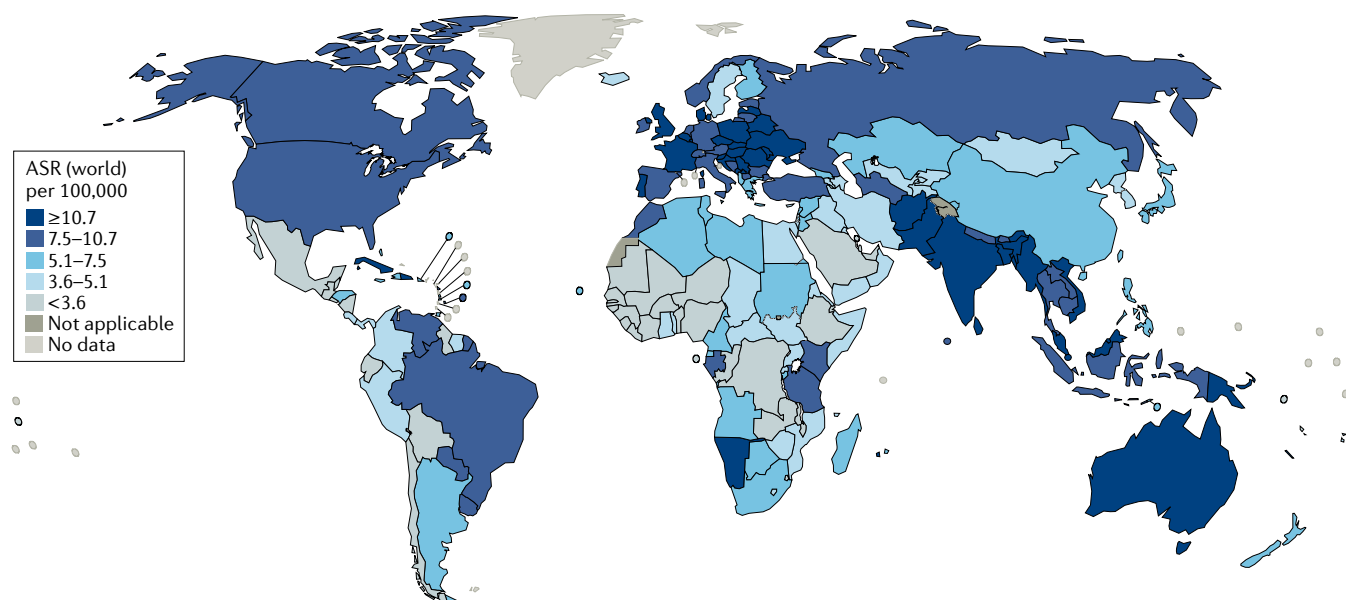 ASR (world)
per 100,000
≥10.7
7.5–10.7
5.1–7.5
3.6–5.1
<3.6
Not applicable
No data